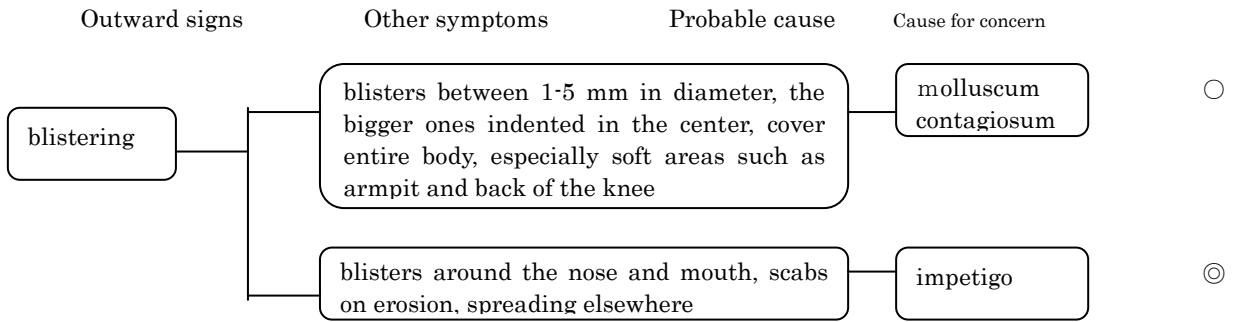 Outward signs Other symptoms Probable cause Cause for concern
blistering
blisters between 1-5 mm in diameter, the
bigger ones indented in the center, cover
entire body, especially soft areas such as
armpit and back of the knee
molluscum
contagiosum
○
blisters around the nose and mouth, scabs
on erosion, spreading elsewhere
impetigo
◎